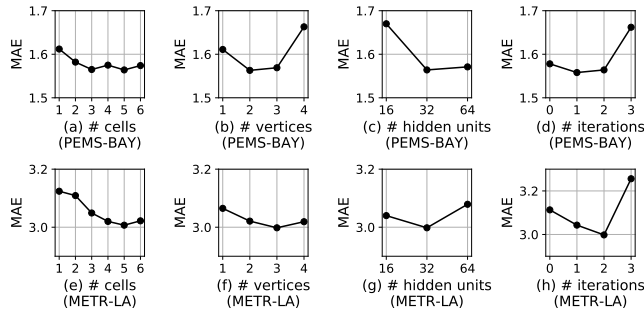 1.7
1.6
1.5
MAE
1 2 3 4 5 6
(a) # cells
(PEMS-BAY)
1.7
1.6
1.5
MAE
1 2 3 4
(b) # vertices
(PEMS-BAY)
1.7
1.6
1.5
MAE
16 32 64
(c) # hidden units
(PEMS-BAY)
1.7
1.6
1.5
MAE
0 1 2 3
(d) # iterations
(PEMS-BAY)
3.2
3.0
MAE
1 2 3 4 5 6
(e) # cells
(METR-LA)
3.2
3.0
MAE
1 2 3 4
(f) # vertices
(METR-LA)
3.2
3.0
MAE
16 32 64
(g) # hidden units
(METR-LA)
3.2
3.0
MAE
0 1 2 3
(h) # iterations
(METR-LA)